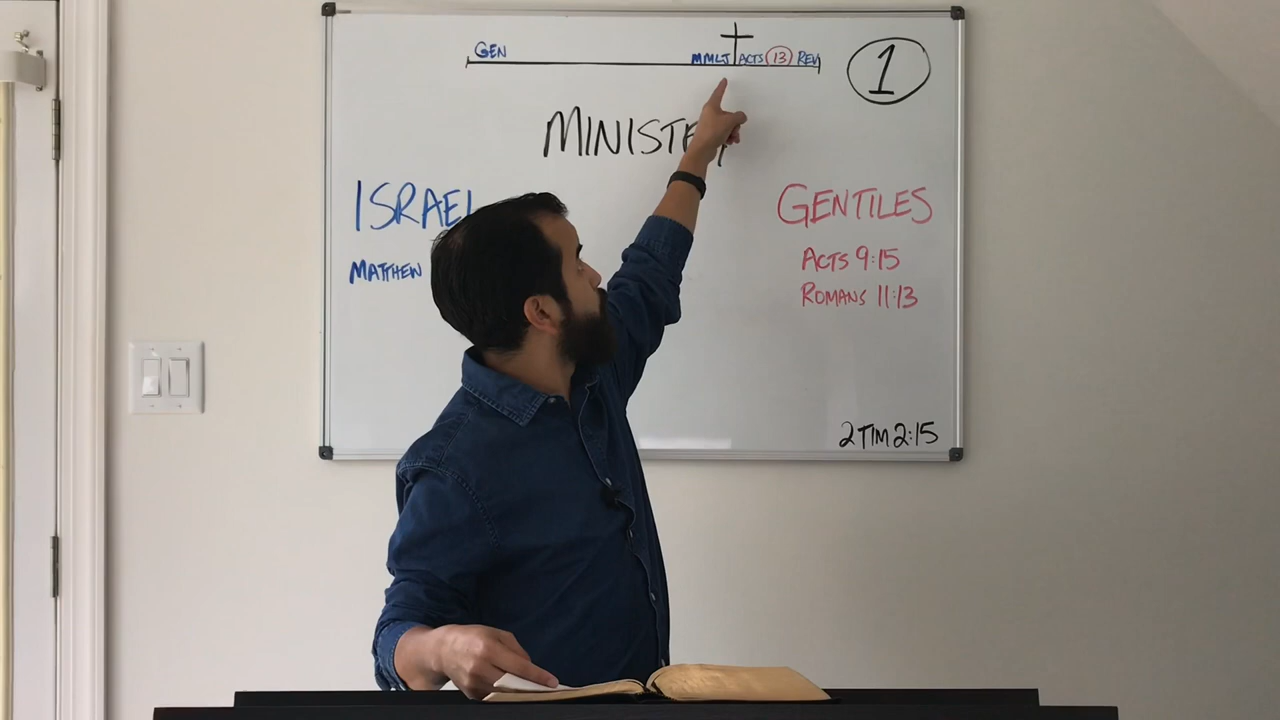 GEN MMLJ ACTS 13 REV
1
MINISTER
ISRAEL
GENTILES
MATTHEW
ACTS 9:15
ROMANS 11:13
2 TIM 2:15